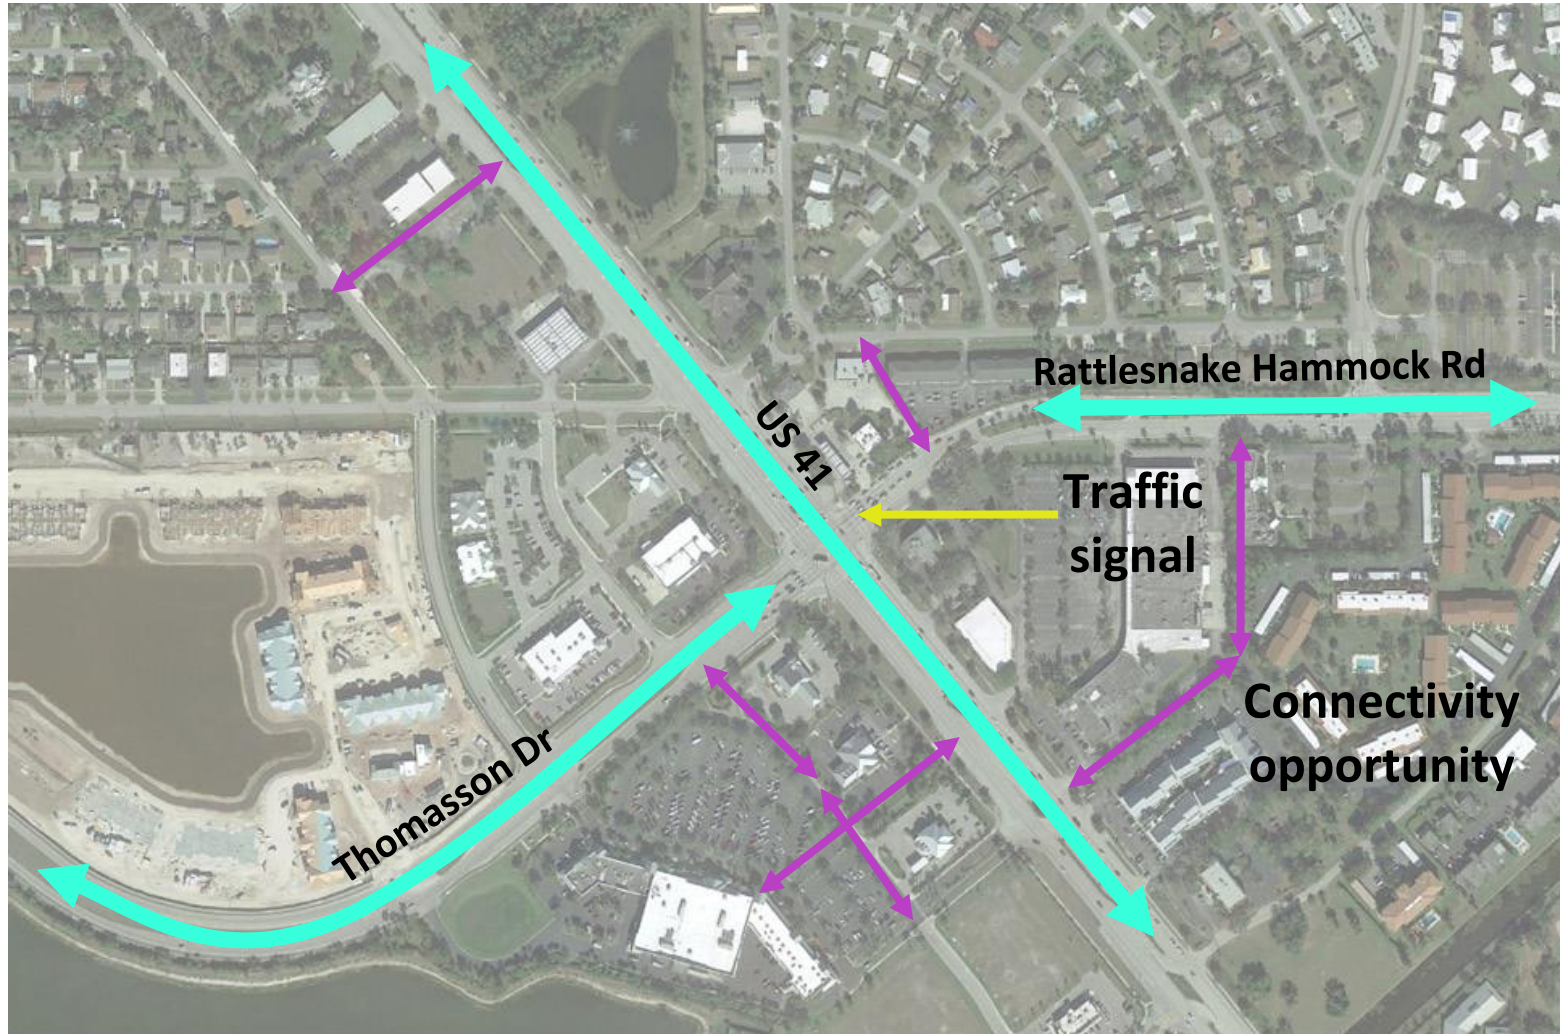 Rattlesnake Hammock Rd
US 41
Traffic
signal
Connectivity
opportunity
Thomasson Dr